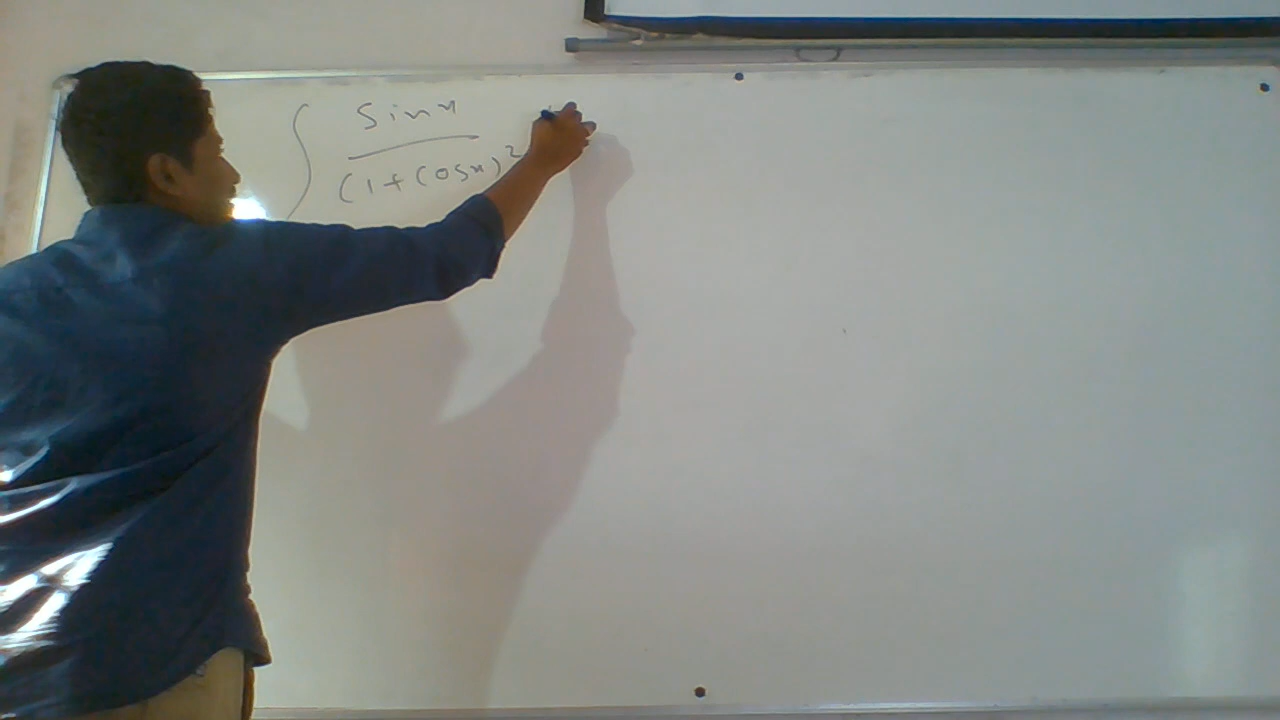 ∫ sinx
(1+cosx)²